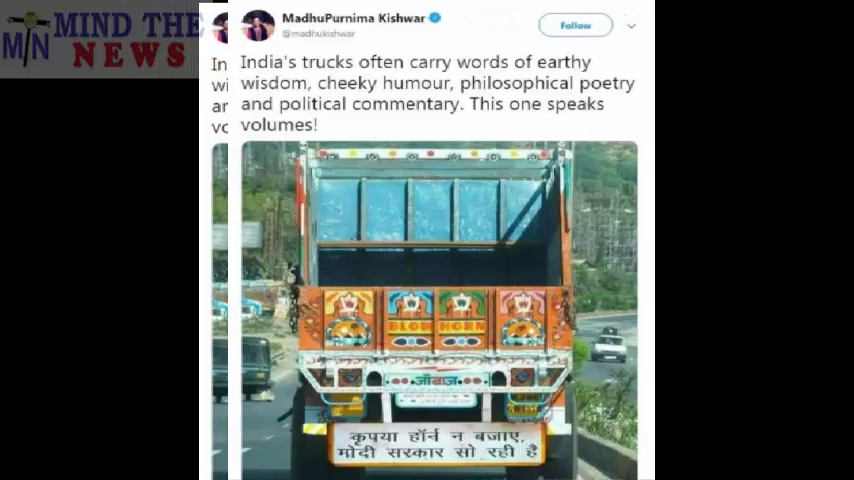 MIND THE
NEWS
MTN
MadhuPurnima Kishwar
@madhukishwar
Follow
India's trucks often carry words of earthy
wisdom, cheeky humour, philosophical poetry
and political commentary. This one speaks
volumes!
BLOW HORN
जाँबाज़
कृपया हॉर्न न बजाए,
मोदी सरकार सो रही है